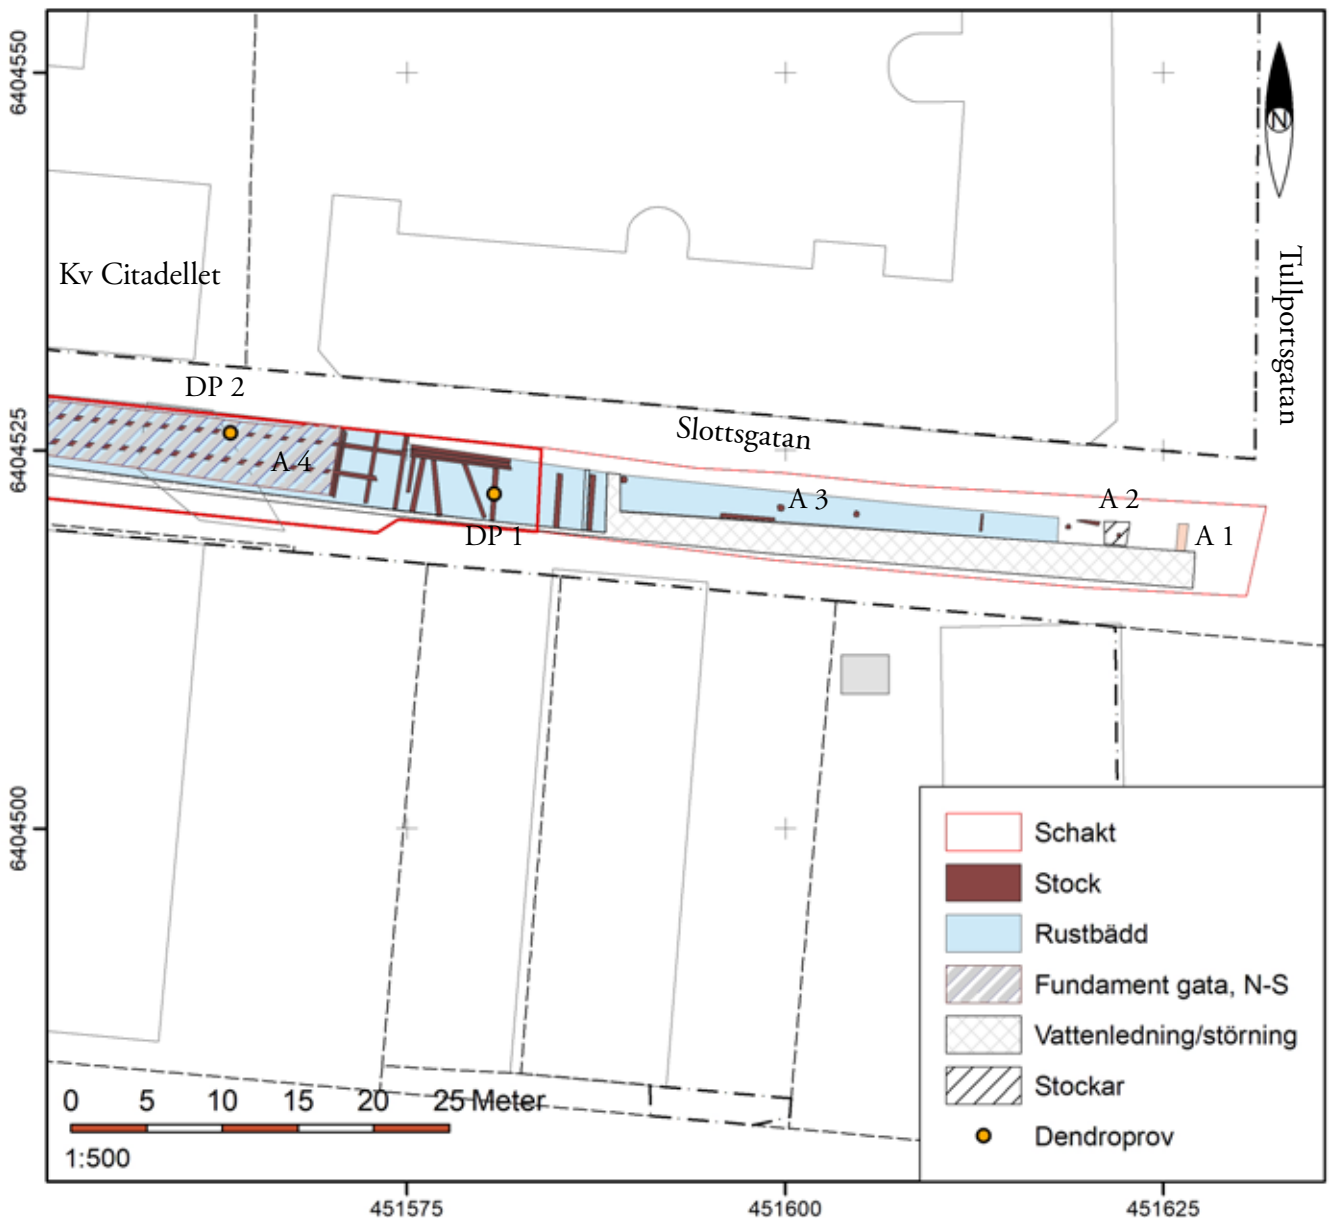 6404550
N
Kv Citadellet
Tullportsgatan
DP 2
Slottsgatan
6404525
A 4
A 3
A 2
A 1
DP 1
6404500
Schakt
Stock
Rustbädd
Fundament gata, N-S
Vattenledning/störning
Stockar
Dendroprov
0 5 10 15 20 25 Meter
1:500
451575
451600
451625